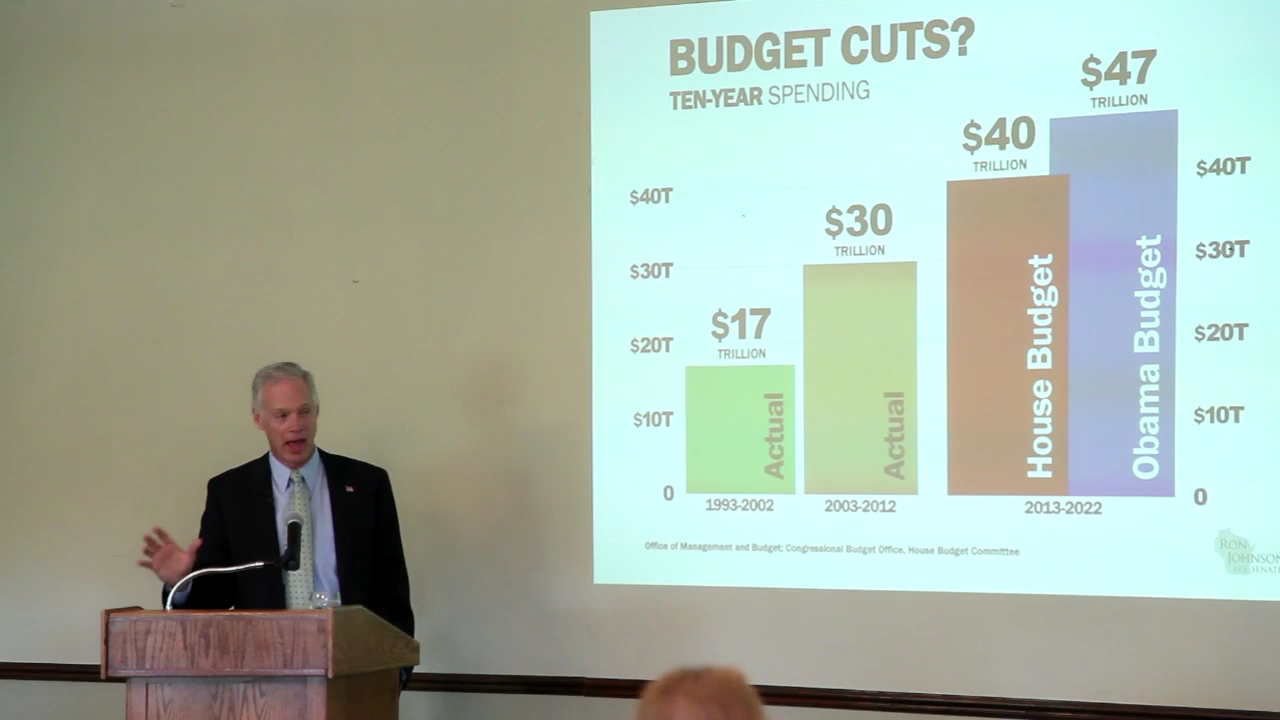 BUDGET CUTS?
TEN-YEAR SPENDING
$47
TRILLION
$40
TRILLION
$30
TRILLION
$17
TRILLION
$40T
$30T
$20T
$10T
0
$40T
$30T
$20T
$10T
0
Actual
Actual
House Budget
Obama Budget
1993-2002
2003-2012
2013-2022
Office of Management and Budget; Congressional Budget Office, House Budget Committee
RON
JOHNSON